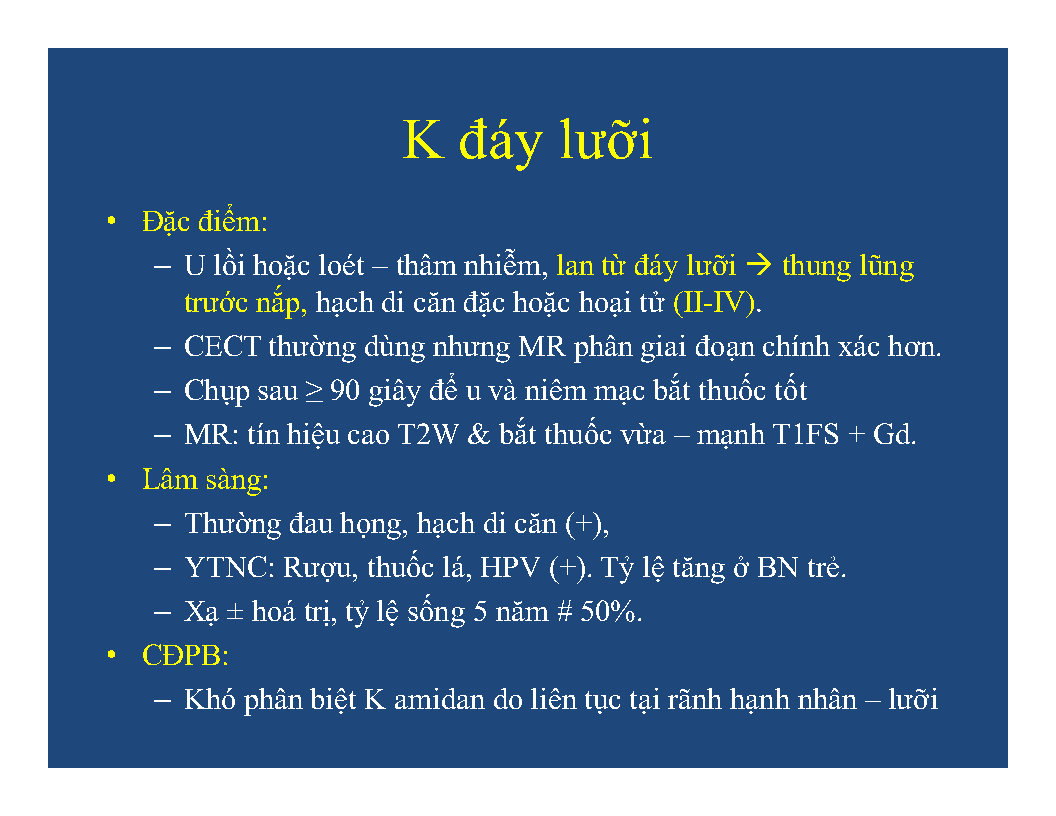 K đáy lưỡi
• Đặc điểm:
– U lồi hoặc loét – thâm nhiễm, lan từ đáy lưỡi → thung lũng
trước nắp, hạch di căn đặc hoặc hoại tử (II-IV).
– CECT thường dùng nhưng MR phân giai đoạn chính xác hơn.
– Chụp sau ≥ 90 giây để u và niêm mạc bắt thuốc tốt
– MR: tín hiệu cao T2W & bắt thuốc vừa – mạnh T1FS + Gd.
• Lâm sàng:
– Thường đau họng, hạch di căn (+),
– YTNC: Rượu, thuốc lá, HPV (+). Tỷ lệ tăng ở BN trẻ.
– Xạ ± hoá trị, tỷ lệ sống 5 năm # 50%.
• CĐPB:
– Khó phân biệt K amidan do liên tục tại rãnh hạnh nhân – lưỡi